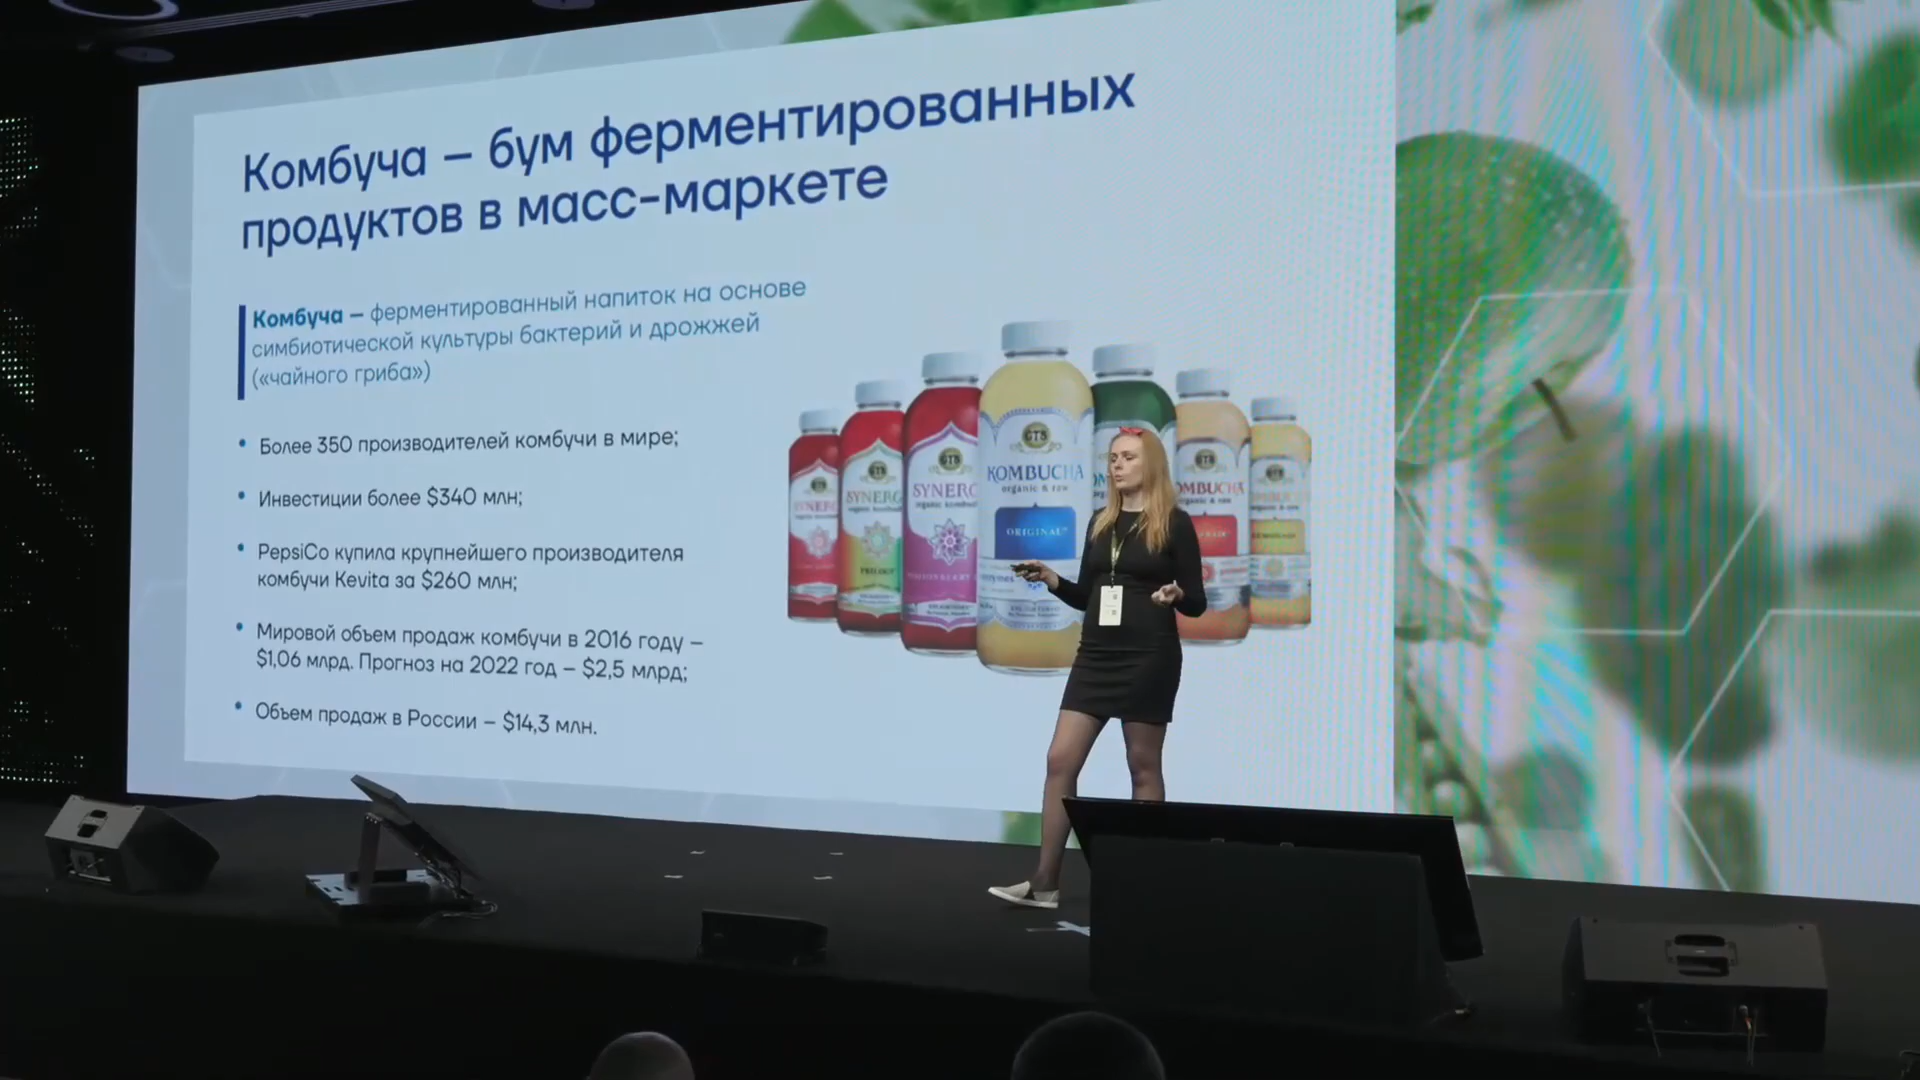 Комбуча – бум ферментированных
продуктов в масс-маркете
Комбуча – ферментированный напиток на основе
симбиотической культуры бактерий и дрожжей
(«чайного гриба»)
• Более 350 производителей комбучи в мире;
• Инвестиции более $340 млн;
• PepsiCo купила крупнейшего производителя
комбучи Kevita за $260 млн;
• Мировой объем продаж комбучи в 2016 году –
$1,06 млрд. Прогноз на 2022 год – $2,5 млрд;
• Объем продаж в России – $14,3 млн.
GT'S
KOMBUCHA
organic & raw
ORIGINAL